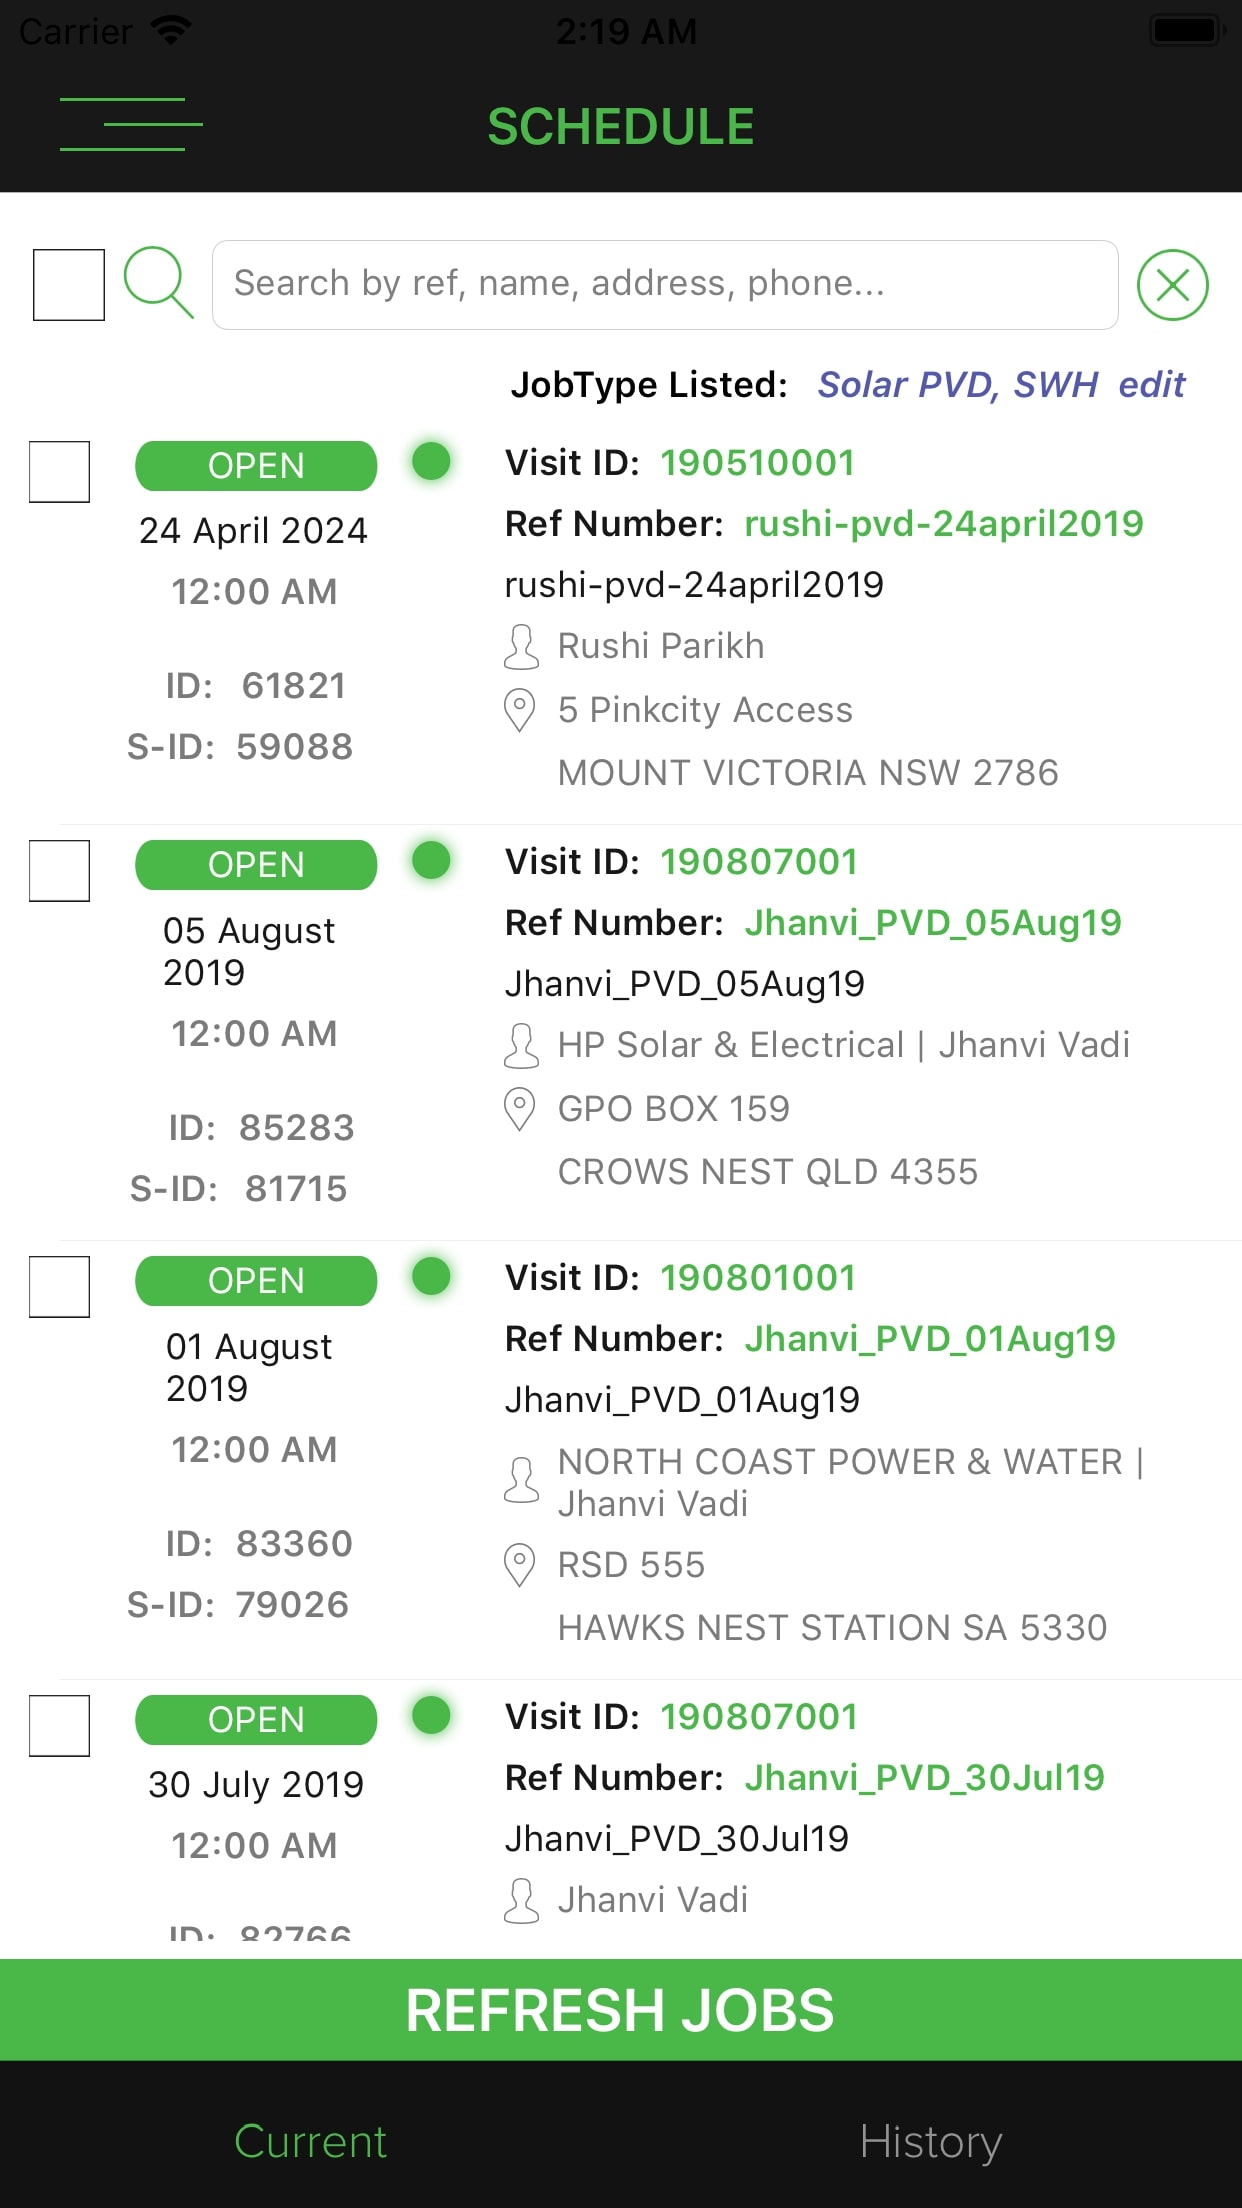 Carrier 2:19 AM
SCHEDULE
Search by ref, name, address, phone...
JobType Listed: Solar PVD, SWH edit
OPEN
24 April 2024
12:00 AM
ID: 61821
S-ID: 59088
Visit ID: 190510001
Ref Number: rushi-pvd-24april2019
rushi-pvd-24april2019
Rushi Parikh
5 Pinkcity Access
MOUNT VICTORIA NSW 2786
OPEN
05 August
2019
12:00 AM
ID: 85283
S-ID: 81715
Visit ID: 190807001
Ref Number: Jhanvi_PVD_05Aug19
Jhanvi_PVD_05Aug19
HP Solar & Electrical | Jhanvi Vadi
GPO BOX 159
CROWS NEST QLD 4355
OPEN
01 August
2019
12:00 AM
ID: 83360
S-ID: 79026
Visit ID: 190801001
Ref Number: Jhanvi_PVD_01Aug19
Jhanvi_PVD_01Aug19
NORTH COAST POWER & WATER |
Jhanvi Vadi
RSD 555
HAWKS NEST STATION SA 5330
OPEN
30 July 2019
12:00 AM
ID: 82766
Visit ID: 190807001
Ref Number: Jhanvi_PVD_30Jul19
Jhanvi_PVD_30Jul19
Jhanvi Vadi
REFRESH JOBS
Current
History